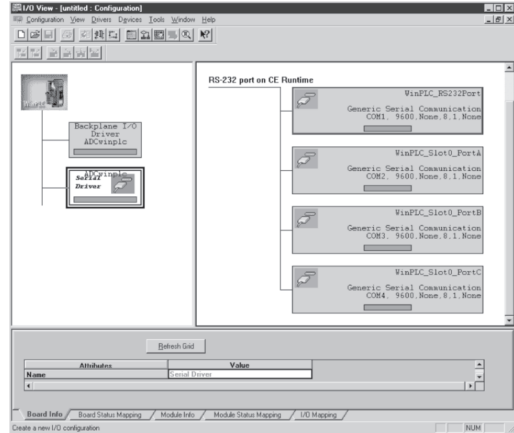 I/O View - [untitled : Configuration]
Configuration View Drivers Devices Tools Window Help
RS-232 port on CE Runtime
Backplane I/O
Driver
ADCwinplc
ADCwinplc
Serial
Driver
WinPLC_RS232Port
Generic Serial Communication
COM1. 9600.None.8.1.None
WinPLC_Slot0_PortA
Generic Serial Communication
COM2. 9600.None.8.1.None
WinPLC_Slot0_PortB
Generic Serial Communication
COM3. 9600.None.8.1.None
WinPLC_Slot0_PortC
Generic Serial Communication
COM4. 9600.None.8.1.None
Refresh Grid
Attributes Value
Name Serial Driver
Board Info Board Status Mapping Module Info Module Status Mapping I/O Mapping
Create a new I/O configuration NUM